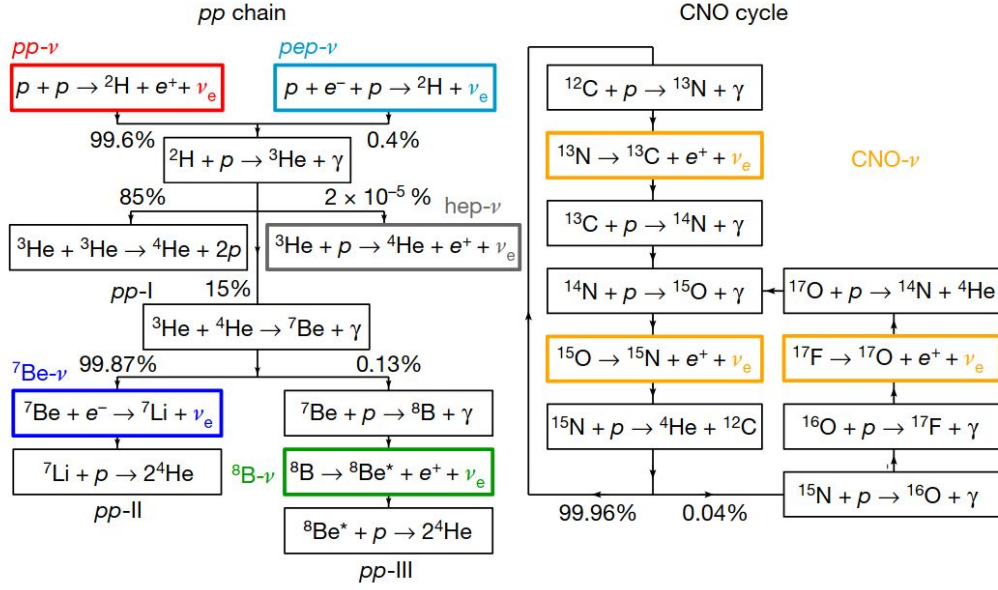 pp chain
pp-ν
pep-ν
p + p → ²H + e⁺+ νₑ
p + e⁻ + p → ²H + νₑ
99.6%
0.4%
²H + p → ³He + γ
85%
2 × 10⁻⁵ %
hep-ν
³He + ³He → ⁴He + 2p
³He + p → ⁴He + e⁺ + νₑ
pp-I
15%
³He + ⁴He → ⁷Be + γ
⁷Be-ν
99.87%
0.13%
⁷Be + e⁻ → ⁷Li + νₑ
⁷Be + p → ⁸B + γ
⁷Li + p → 2⁴He
⁸B-ν
⁸B → ⁸Be* + e⁺ + νₑ
pp-II
⁸Be* + p → 2⁴He
pp-III
CNO cycle
¹²C + p → ¹³N + γ
¹³N → ¹³C + e⁺ + νₑ
CNO-ν
¹³C + p → ¹⁴N + γ
¹⁴N + p → ¹⁵O + γ
¹⁷O + p → ¹⁴N + ⁴He
¹⁵O → ¹⁵N + e⁺ + νₑ
¹⁷F → ¹⁷O + e⁺ + νₑ
¹⁵N + p → ⁴He + ¹²C
¹⁶O + p → ¹⁷F + γ
99.96%
0.04%
¹⁵N + p → ¹⁶O + γ